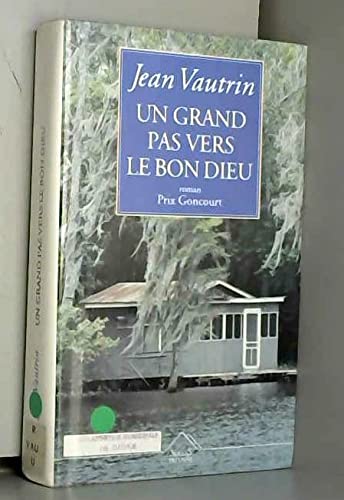 Jean Vautrin
UN GRAND
PAS VERS
LE BON DIEU
roman
Prix Goncourt
UN GRAND PAS VERS LE BON DIEU
R
VAU
U